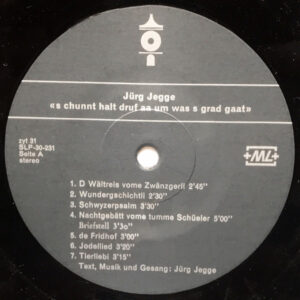 Jürg Jegge
«s chunnt halt druf aa um was s grad gaat»
zyt 31
SLP-30-231
Seite A
stereo
+ML+
1. D Wältreis vome Zwänzgerli 2'45"
2. Wundergschichtli 3'30"
3. Schwyzerpsalm 3'30"
4. Nachtgebätt vome tumme Schüeler 5'00"
Briefstell 3'30"
5. de Fridhof 3'00"
6. Jodellied 3'20"
7. Tierliebi 3'15"
Text, Musik und Gesang: Jürg Jegge